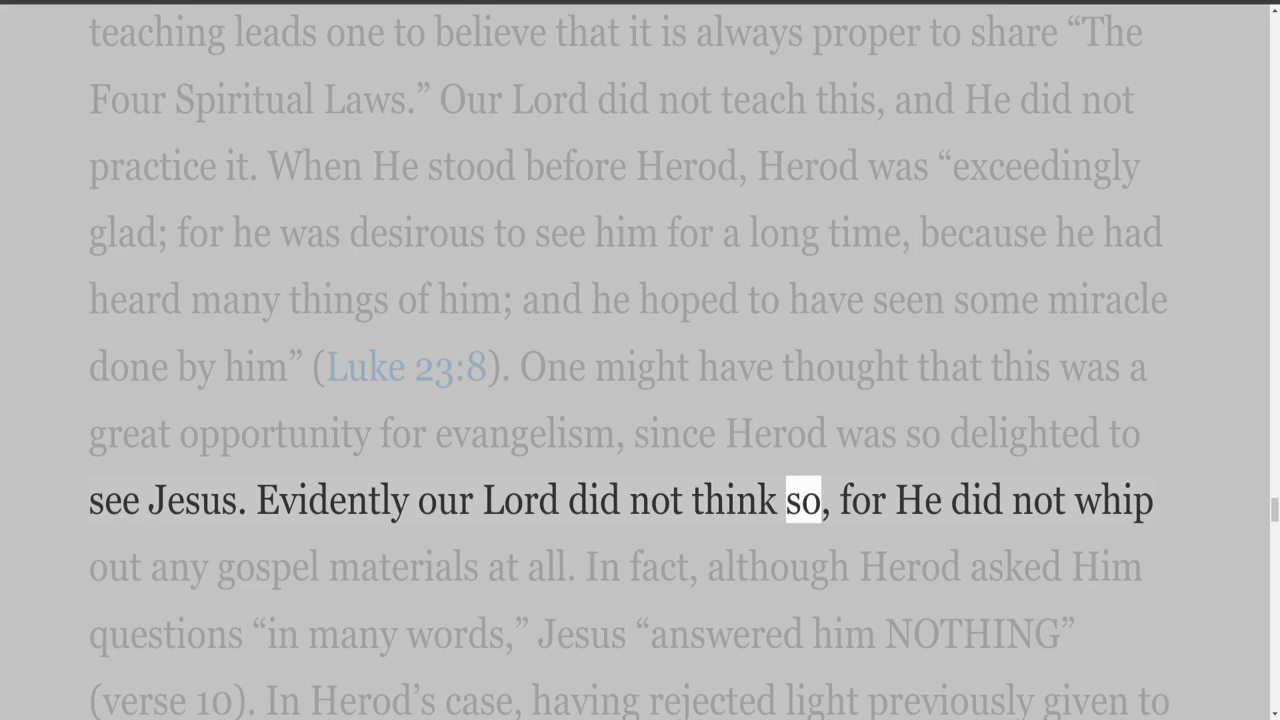 teaching leads one to believe that it is always proper to share “The
Four Spiritual Laws.” Our Lord did not teach this, and He did not
practice it. When He stood before Herod, Herod was “exceedingly
glad; for he was desirous to see him for a long time, because he had
heard many things of him; and he hoped to have seen some miracle
done by him” (Luke 23:8). One might have thought that this was a
great opportunity for evangelism, since Herod was so delighted to
see Jesus. Evidently our Lord did not think so, for He did not whip
out any gospel materials at all. In fact, although Herod asked Him
questions “in many words,” Jesus “answered him NOTHING”
(verse 10). In Herod’s case, having rejected light previously given to